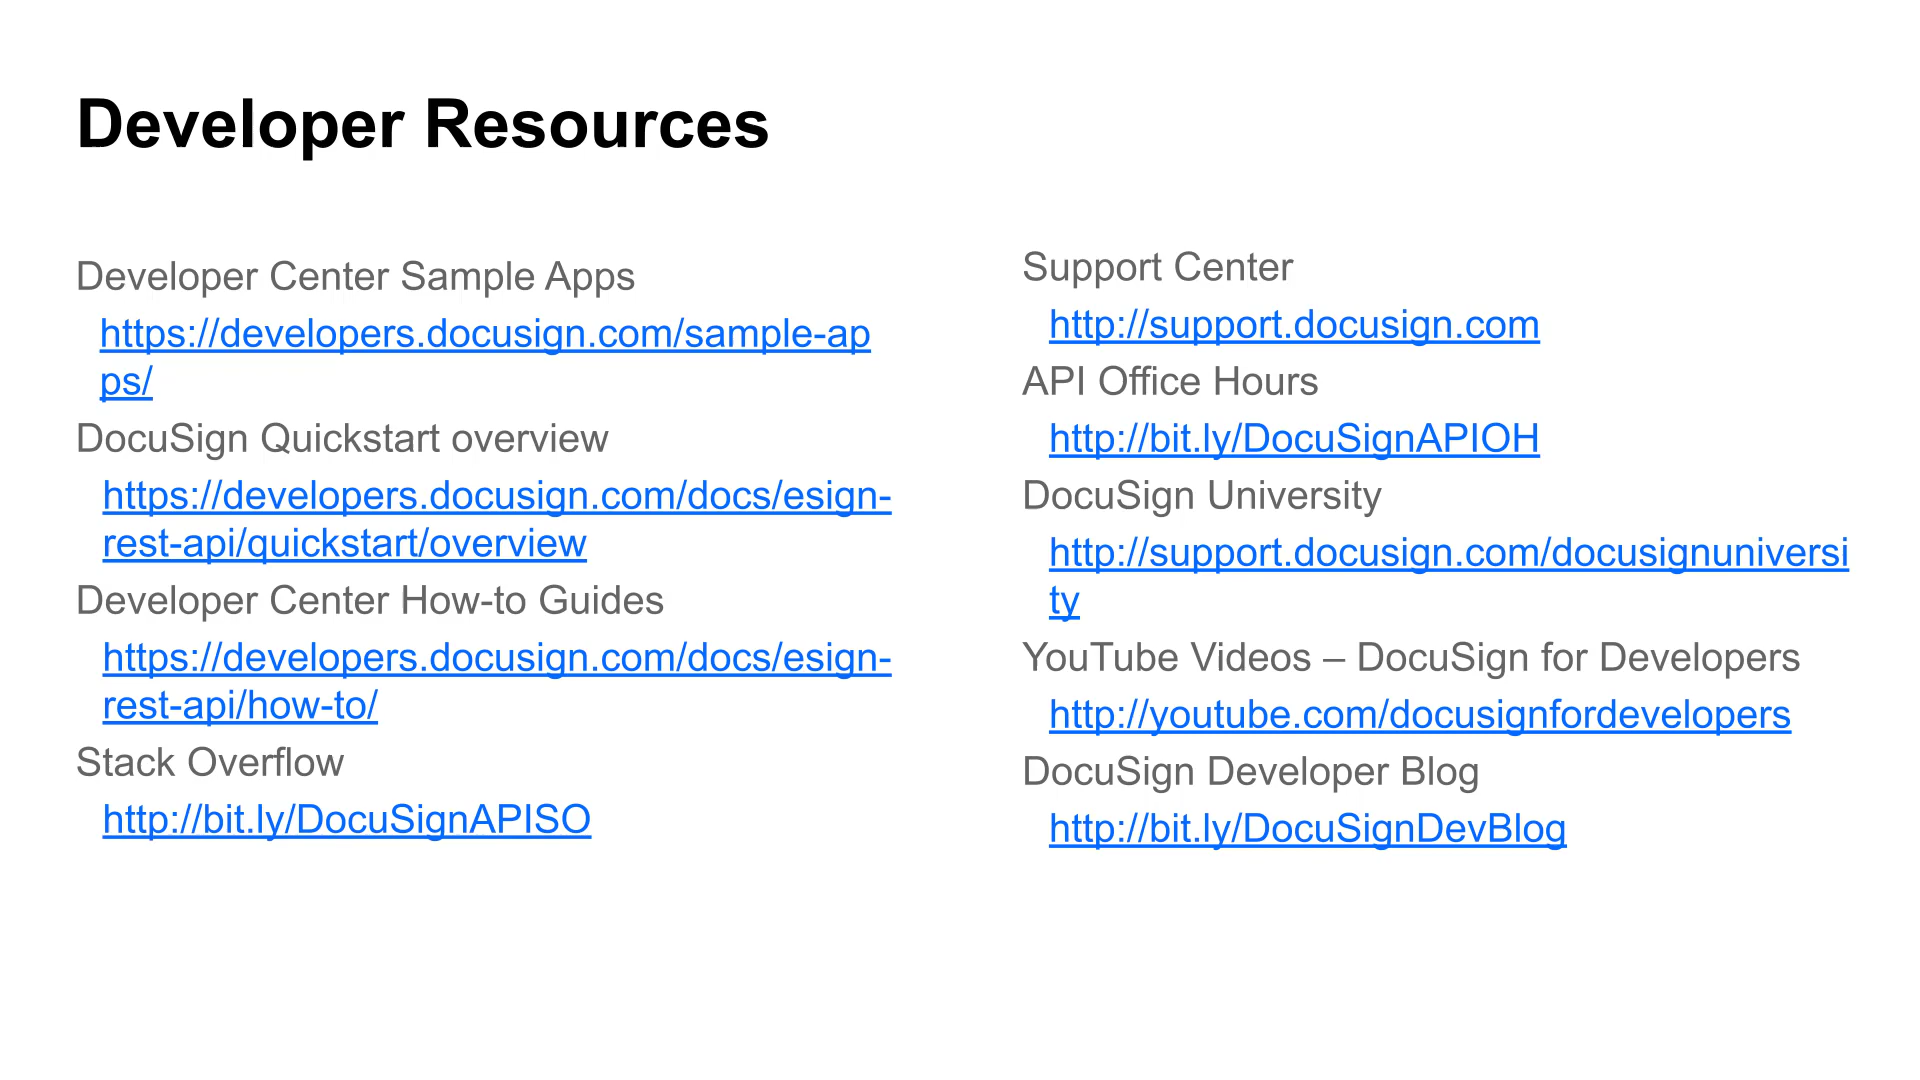 Developer Resources
Developer Center Sample Apps
https://developers.docusign.com/sample-ap
ps/
DocuSign Quickstart overview
https://developers.docusign.com/docs/esign-
rest-api/quickstart/overview
Developer Center How-to Guides
https://developers.docusign.com/docs/esign-
rest-api/how-to/
Stack Overflow
http://bit.ly/DocuSignAPISO
Support Center
http://support.docusign.com
API Office Hours
http://bit.ly/DocuSignAPIOH
DocuSign University
http://support.docusign.com/docusignuniversi
ty
YouTube Videos – DocuSign for Developers
http://youtube.com/docusignfordevelopers
DocuSign Developer Blog
http://bit.ly/DocuSignDevBlog